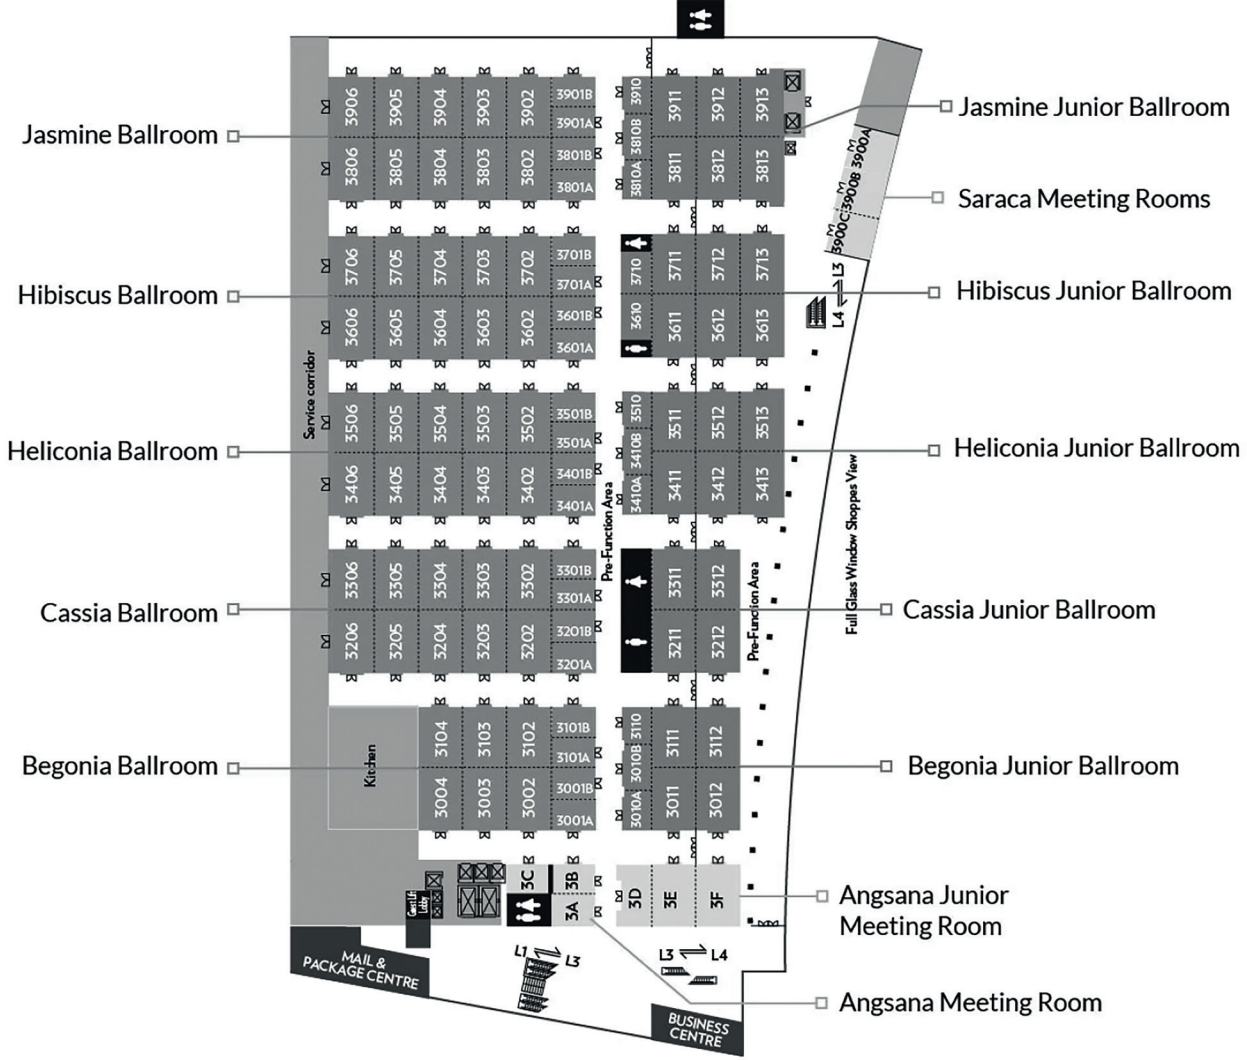 3906
3905
3904
3903
3902
3901B
3901A
3910
3911
3912
3913
Jasmine Ballroom
Jasmine Junior Ballroom
3806
3805
3804
3803
3802
3801B
3801A
3810B
3810A
3811
3812
3813
M 3900A
M 3900B
M 3900C
Saraca Meeting Rooms
3706
3705
3704
3703
3702
3701B
3701A
3710
3711
3712
3713
L4
L3
Hibiscus Ballroom
Hibiscus Junior Ballroom
3606
3605
3604
3603
3602
3601B
3601A
3610
3611
3612
3613
Service corridor
3506
3505
3504
3503
3502
3501B
3501A
3510
3511
3512
3513
Heliconia Ballroom
Heliconia Junior Ballroom
3406
3405
3404
3403
3402
3401B
3401A
3410B
3410A
3411
3412
3413
Pre-Function Area
Full Glass Window Shoppes View
3306
3305
3304
3303
3302
3301B
3301A
3311
3312
Cassia Ballroom
Cassia Junior Ballroom
3206
3205
3204
3203
3202
3201B
3201A
3211
3212
Pre-Function Area
Kitchen
3104
3103
3102
3101B
3101A
3110
3111
3112
Begonia Ballroom
Begonia Junior Ballroom
3004
3003
3002
3001B
3001A
3010B
3010A
3011
3012
3C
3B
3A
3D
3E
3F
Angsana Junior
Meeting Room
Guest Lift
Lobby
L1
L3
L3
L4
MAIL &
PACKAGE CENTRE
Angsana Meeting Room
BUSINESS
CENTRE